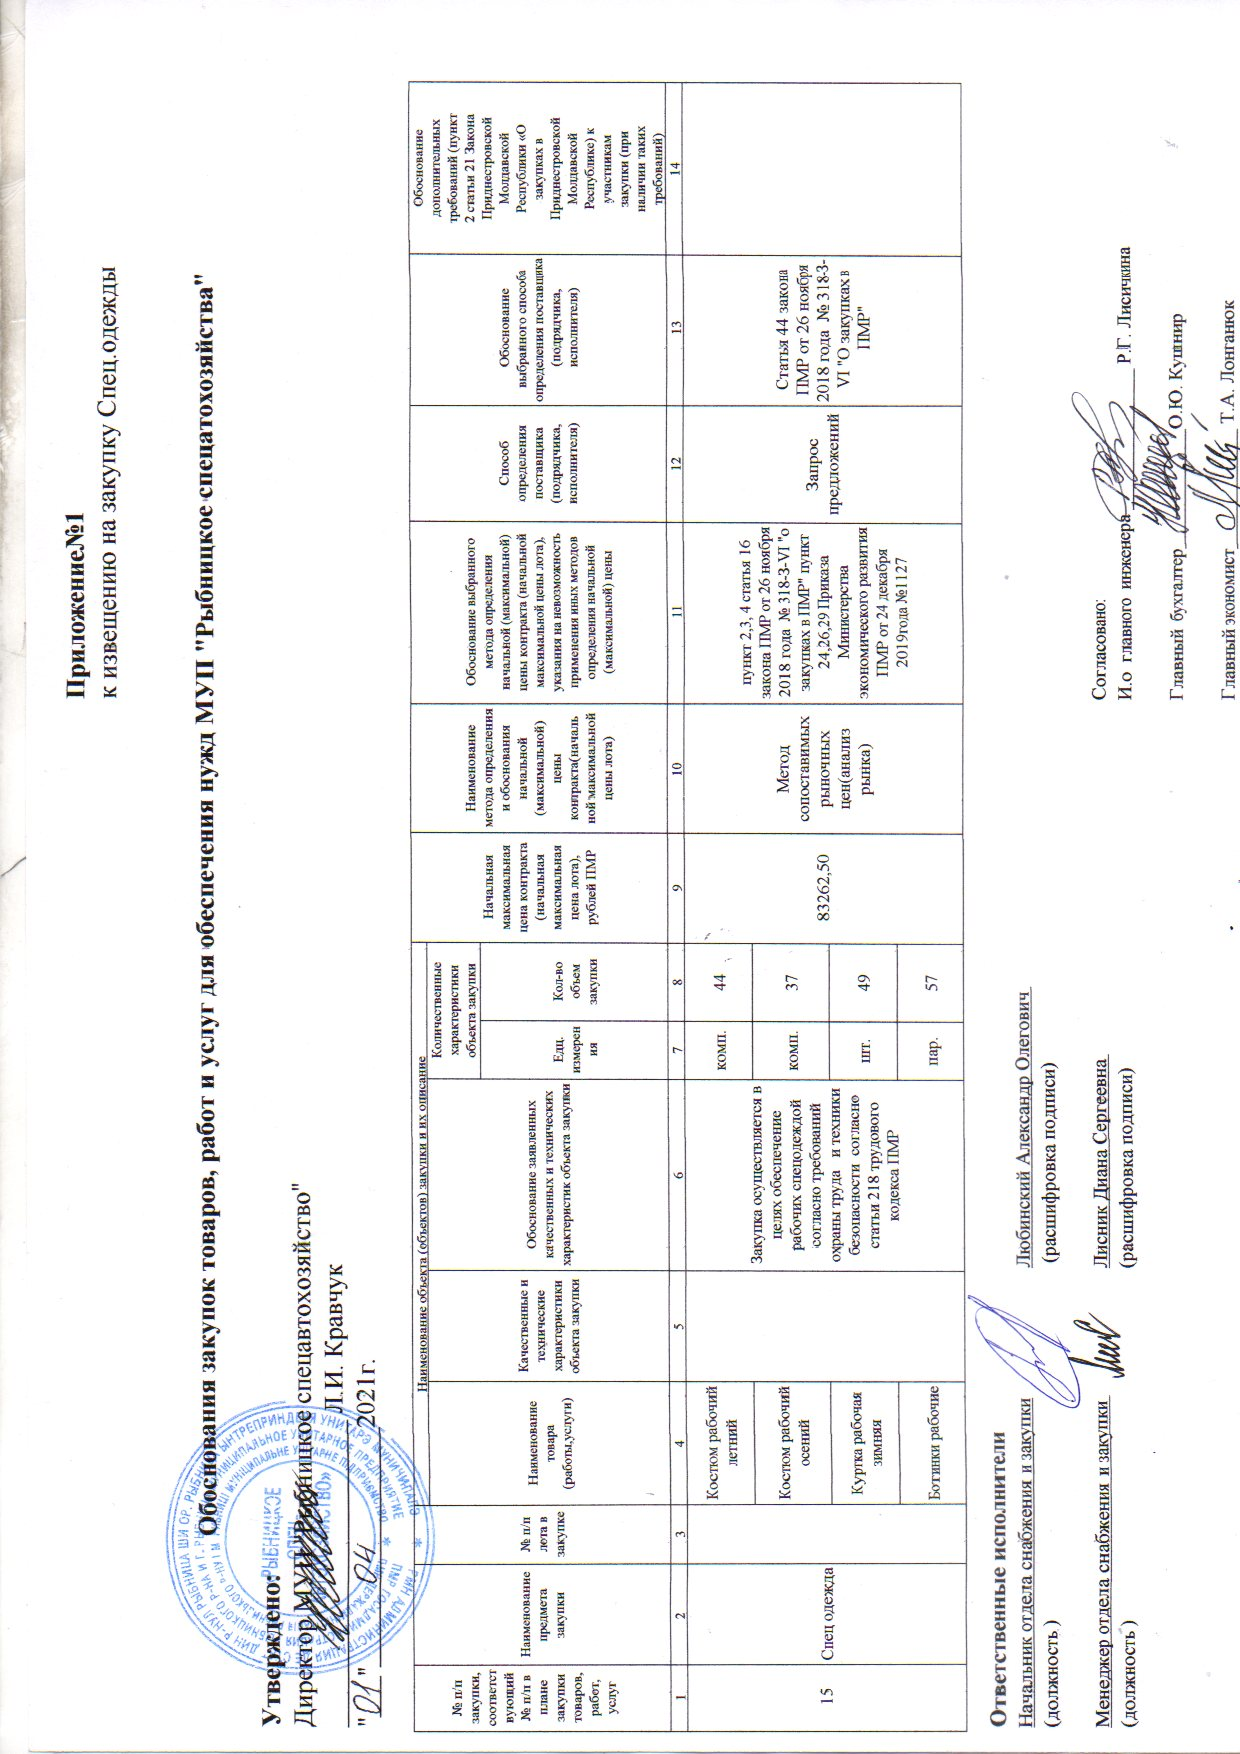 Приложение№1
к извещению на закупку Спец.одежды
Обоснования закупок товаров, работ и услуг для обеспечения нужд МУП "Рыбницкое спецатохозяйства"
Утверждено:
Директор МУП "Рыбницкое спецавтохозяйство"
Л.И. Кравчук
"01" 04 2021г.
РЫБНИЦКОЕ
№ п/п
закупки,
соответст
вующий
№ п/п в
плане
закупки
товаров,
работ,
услуг
Наименование
предмета
закупки
№ п/п
лота в
закупке
Наименование объекта (объектов) закупки и их описание
Наименование
товара
(работы,услуги)
Качественные и
технические
характеристики
объекта закупки
Обоснование заявленных
качественных и технических
характеристик объекта закупки
Количественные
характеристики
объекта закупки
Едц.
измерен
ия
Кол-во
объем
закупки
Начальная
максимальная
цена контракта
(начальная
максимальная
цена лота),
рублей ПМР
Наименование
метода определения
и обоснования
начальной
(максимальной)
цены
контракта(началь
ной максимальной
цены лота)
Обоснование выбранного
метода определения
начальной (максимальной)
цены контракта (начальной
максимальной цены лота),
указания на невозможность
применения иных методов
определения начальной
(максимальной) цены
Способ
определения
поставщика
(подрядчика,
исполнителя)
Обоснование
выбранного способа
определения поставщика
(подрядчика,
исполнителя)
Обоснование
дополнительных
требований (пункт
2 статьи 21 Закона
Приднестровской
Молдавской
Республики «О
закупках в
Приднестровской
Молдавской
Республике) к
участникам
закупки (при
наличии таких
требований)
1 2 3 4 5 6 7 8 9 10 11 12 13 14
15
Спец одежда
Костюм рабочий
летний
Костюм рабочий
осений
Куртка рабочая
зимняя
Ботинки рабочие
Закупка осуществляется в
целях обеспечение
рабочих спецодеждой
согласно требований
охраны труда и техники
безопасности согласно
статьи 218 трудового
кодекса ПМР
комп. 44
комп. 37
шт. 49
пар. 57
83262,50
Метод
сопоставимых
рыночных
цен(анализ
рынка)
пункт 2,3, 4 статья 16
закона ПМР от 26 ноября
2018 года № 318-З-VI "о
закупках в ПМР" пункт
24,26,29 Приказа
Министерства
экономического развития
ПМР от 24 декабря
2019года №1127
Запрос
предложений
Статья 44 закона
ПМР от 26 ноября
2018 года № 318-З-
VI "О закупках в
ПМР"
Ответственные исполнители
Начальник отдела снабжения и закупки Любинский Александр Олегович
(должность ) (расшифровка подписи)
Менеджер отдела снабжения и закупки Лисник Диана Сергеевна
(должность ) (расшифровка подписи)
Согласовано:
И.о главного инженера Р.Г. Лисичкина
Главный бухгалтер О.Ю. Кушнир
Главный экономист Т.А. Лонганюк